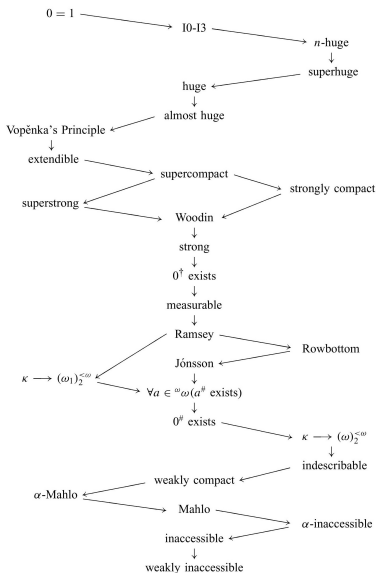 0 = 1
I0-I3
n-huge
superhuge
huge
almost huge
Vopěnka's Principle
extendible
supercompact
strongly compact
superstrong
Woodin
strong
0† exists
measurable
Ramsey
Rowbottom
Jónsson
κ ⟶ (ω₁)₂^{<ω}
∀a ∈ ^ωω(a^# exists)
0^# exists
κ ⟶ (ω)₂^{<ω}
indescribable
weakly compact
α-Mahlo
Mahlo
α-inaccessible
inaccessible
weakly inaccessible